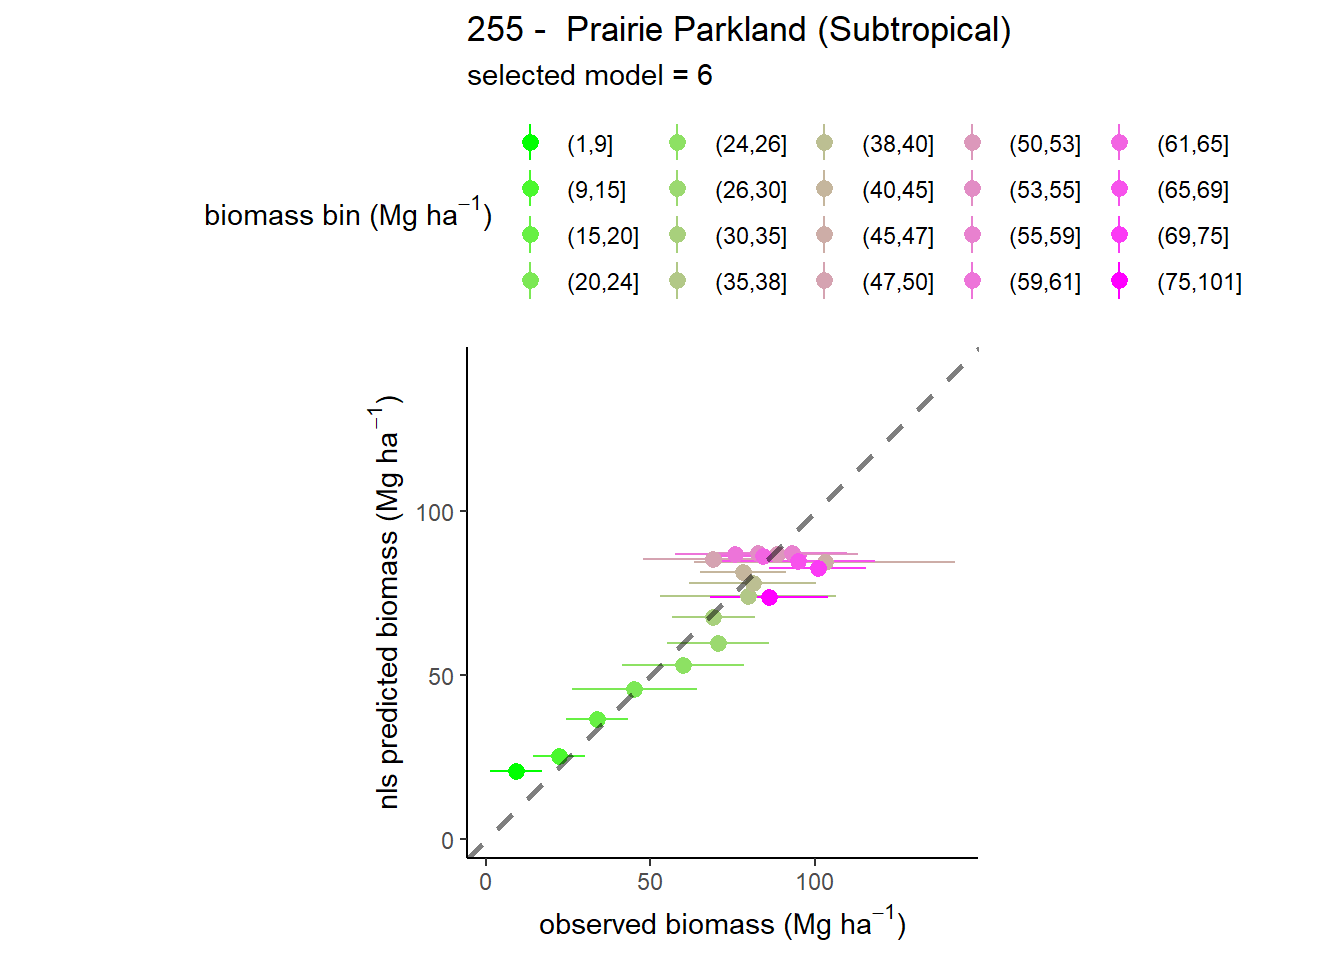 255 -  Prairie Parkland (Subtropical)
selected model = 6
biomass bin (Mg ha⁻¹)
(1,9] (24,26] (38,40] (50,53] (61,65]
(9,15] (26,30] (40,45] (53,55] (65,69]
(15,20] (30,35] (45,47] (55,59] (69,75]
(20,24] (35,38] (47,50] (59,61] (75,101]
nls predicted biomass (Mg ha⁻¹)
100
50
0
0 50 100
observed biomass (Mg ha⁻¹)